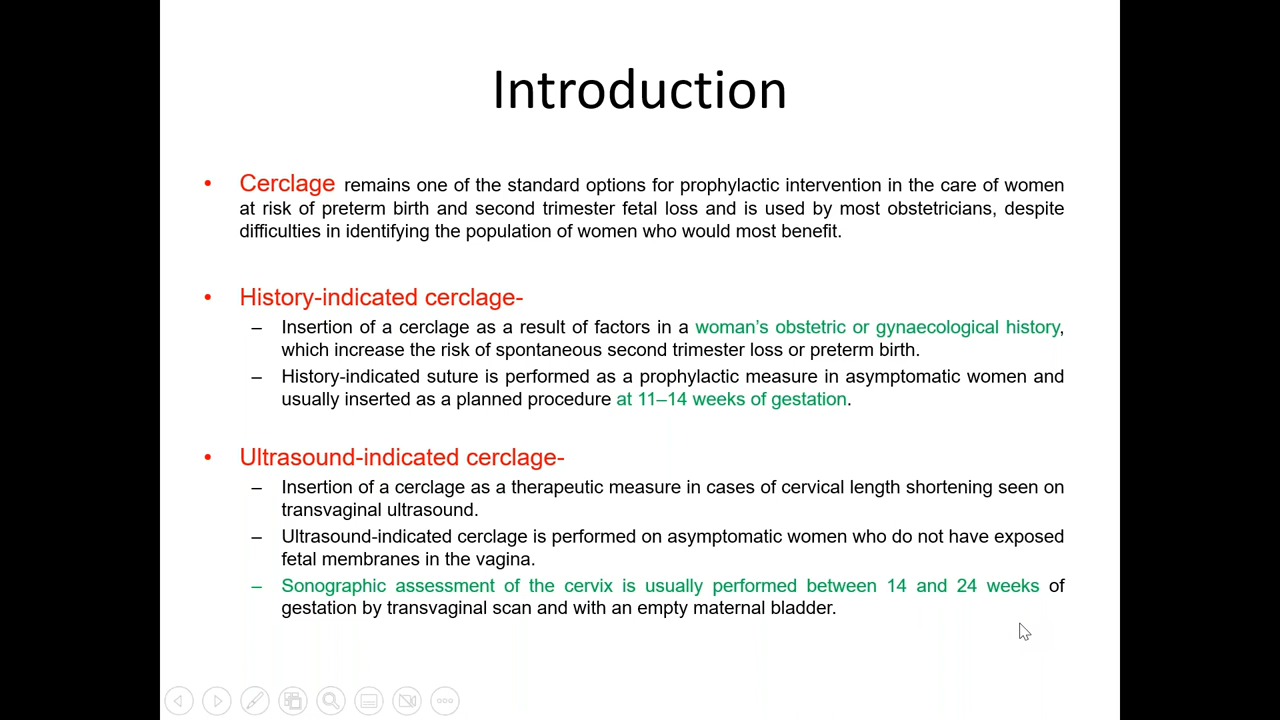 Introduction
• Cerclage remains one of the standard options for prophylactic intervention in the care of women
at risk of preterm birth and second trimester fetal loss and is used by most obstetricians, despite
difficulties in identifying the population of women who would most benefit.
• History-indicated cerclage-
– Insertion of a cerclage as a result of factors in a woman’s obstetric or gynaecological history,
which increase the risk of spontaneous second trimester loss or preterm birth.
– History-indicated suture is performed as a prophylactic measure in asymptomatic women and
usually inserted as a planned procedure at 11–14 weeks of gestation.
• Ultrasound-indicated cerclage-
– Insertion of a cerclage as a therapeutic measure in cases of cervical length shortening seen on
transvaginal ultrasound.
– Ultrasound-indicated cerclage is performed on asymptomatic women who do not have exposed
fetal membranes in the vagina.
– Sonographic assessment of the cervix is usually performed between 14 and 24 weeks of
gestation by transvaginal scan and with an empty maternal bladder.